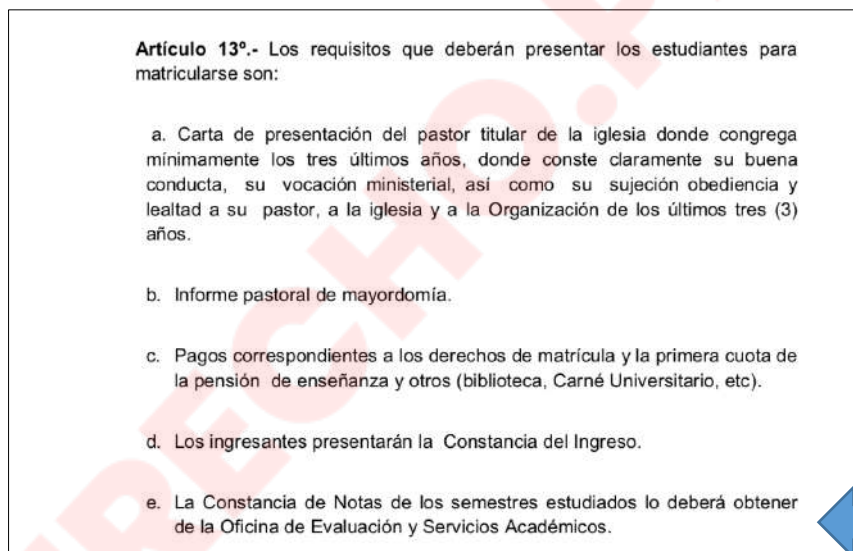 Artículo 13º.- Los requisitos que deberán presentar los estudiantes para
matricularse son:
a. Carta de presentación del pastor titular de la iglesia donde congrega
mínimamente los tres últimos años, donde conste claramente su buena
conducta, su vocación ministerial, así como su sujeción obediencia y
lealtad a su pastor, a la iglesia y a la Organización de los últimos tres (3)
años.
b. Informe pastoral de mayordomía.
c. Pagos correspondientes a los derechos de matrícula y la primera cuota de
la pensión de enseñanza y otros (biblioteca, Carné Universitario, etc).
d. Los ingresantes presentarán la Constancia del Ingreso.
e. La Constancia de Notas de los semestres estudiados lo deberá obtener
de la Oficina de Evaluación y Servicios Académicos.